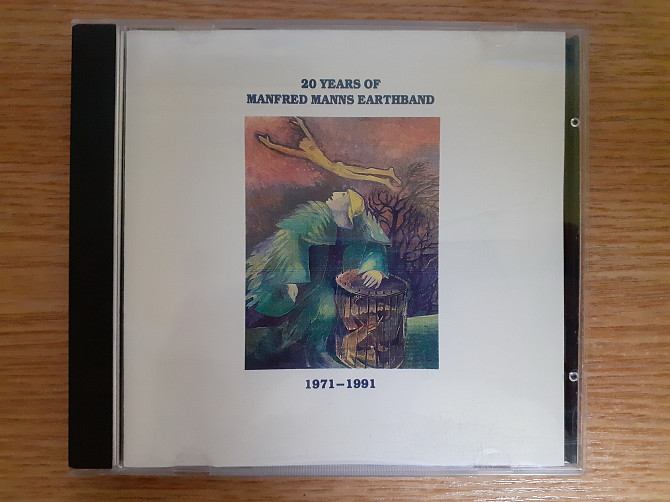 20 YEARS OF
MANFRED MANNS EARTHBAND
1971–1991